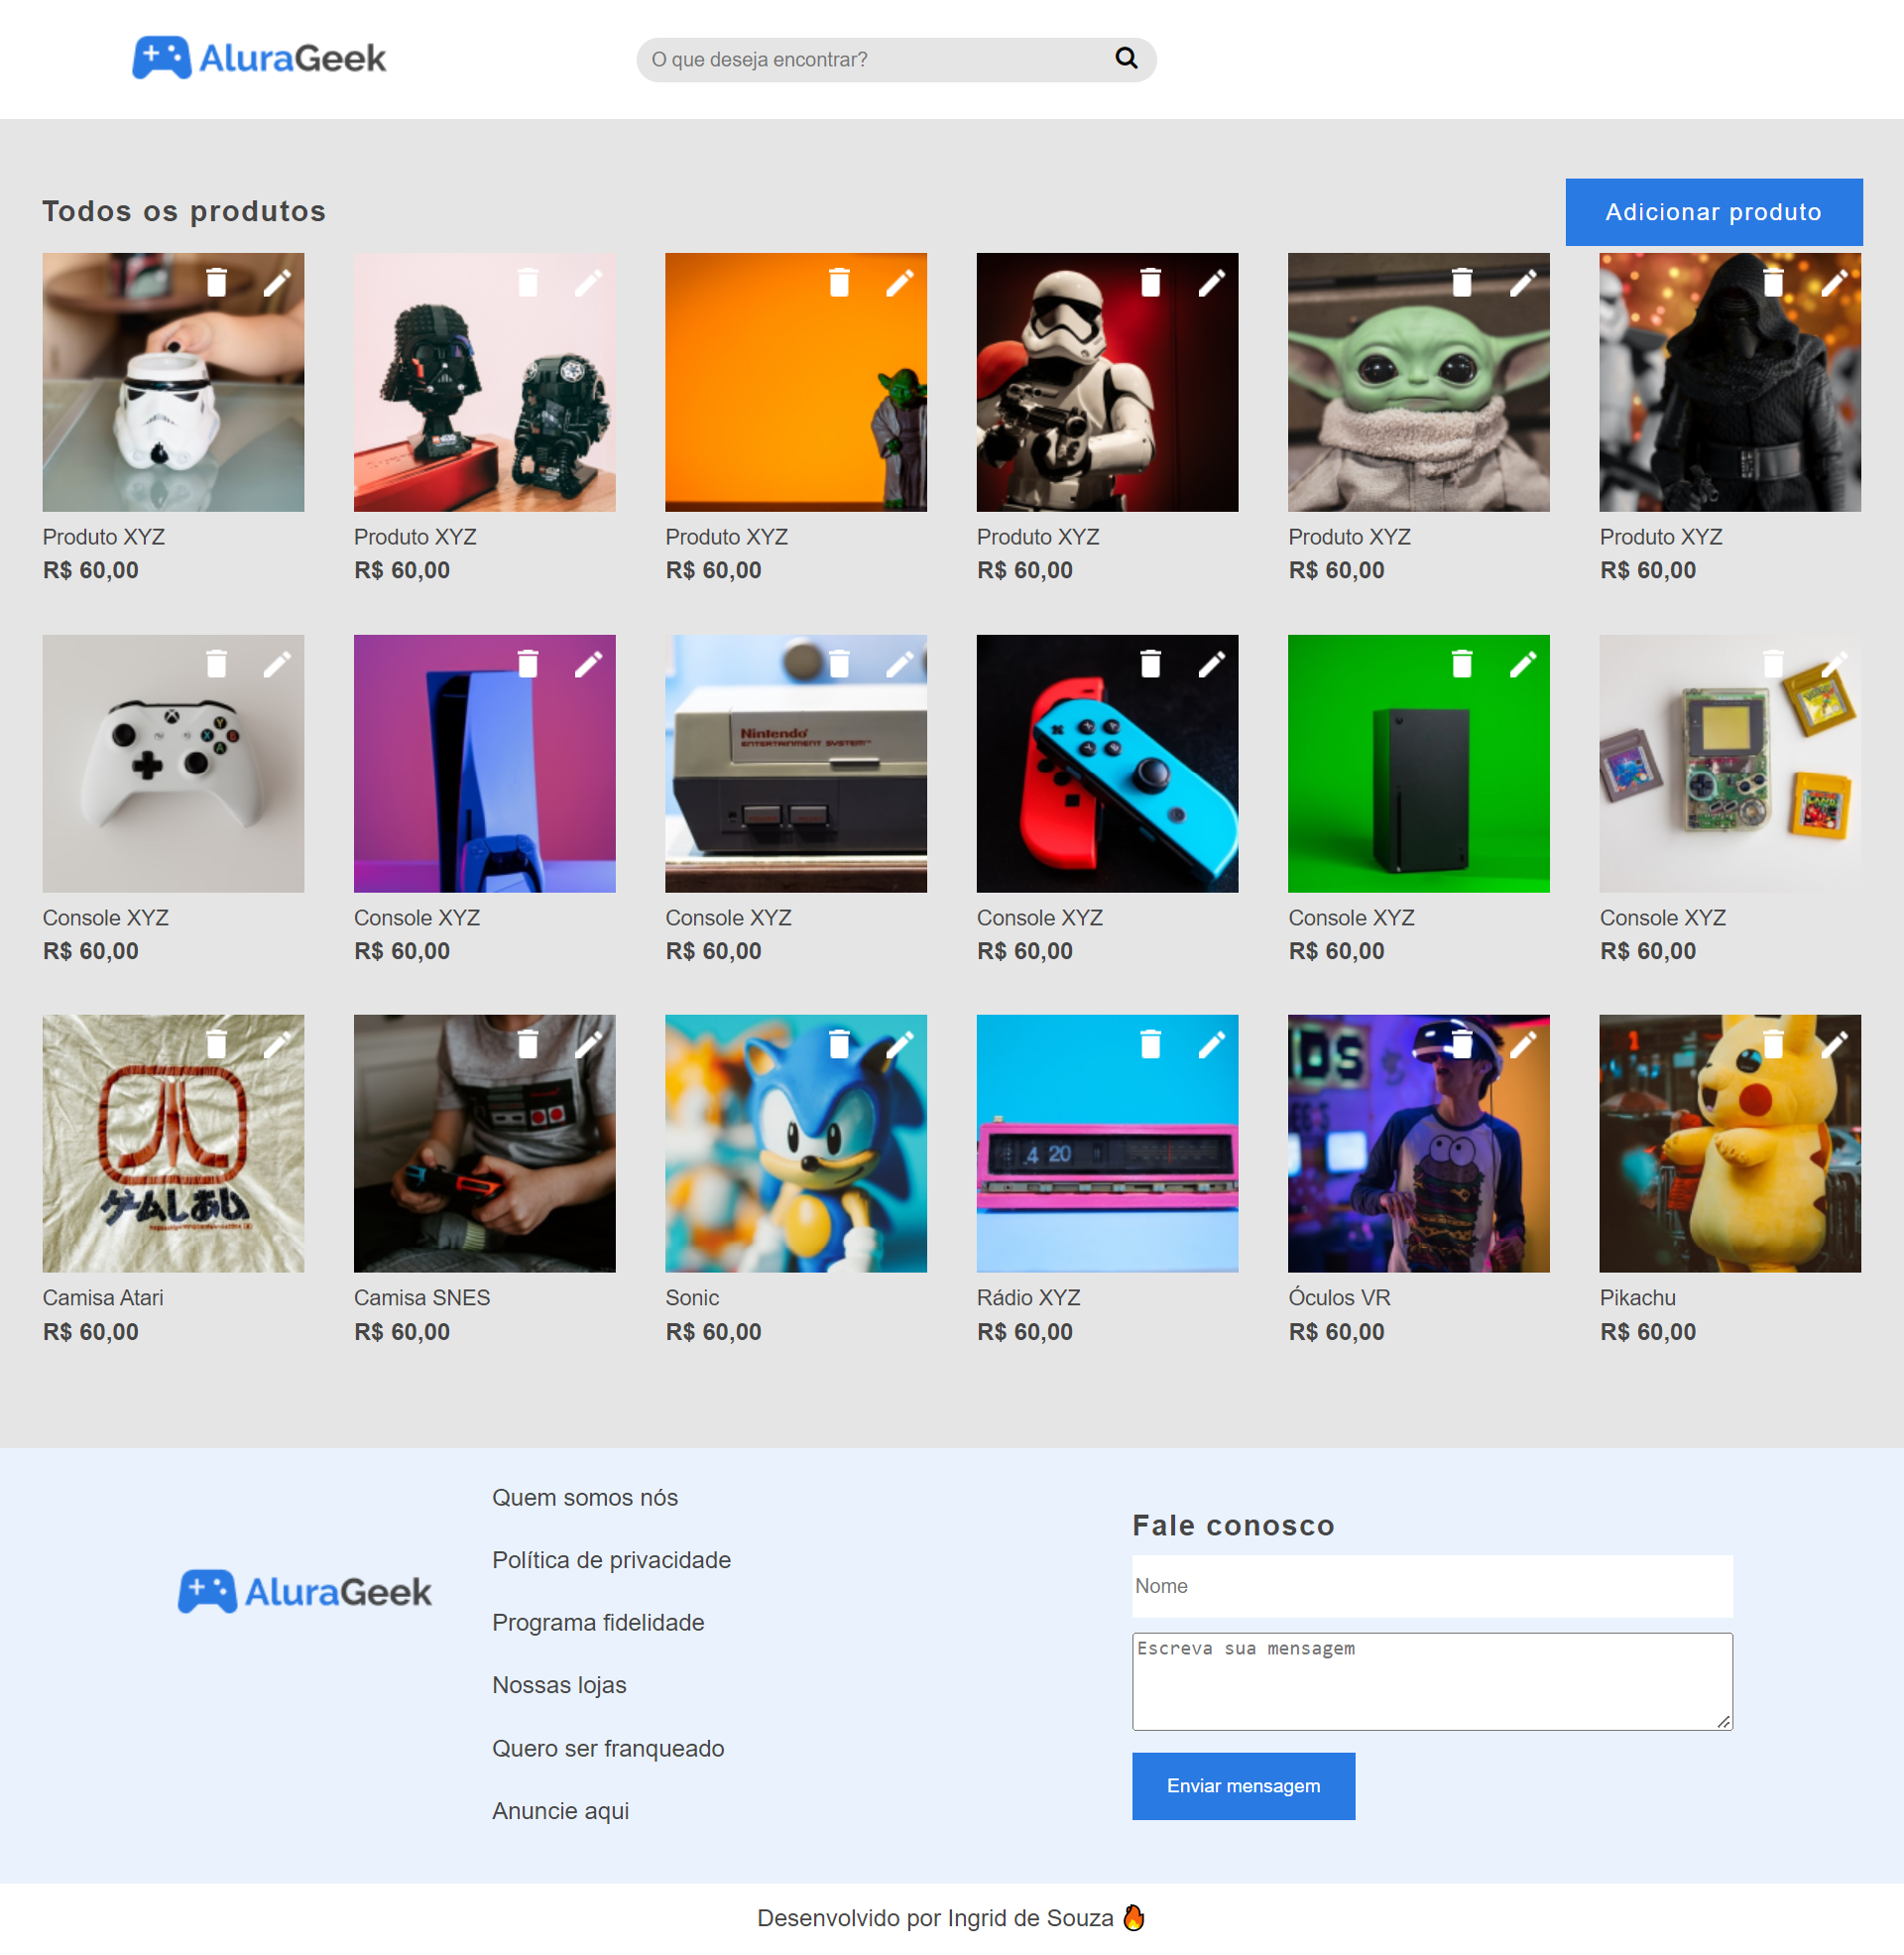 AluraGeek
O que deseja encontrar?
Todos os produtos
Adicionar produto
Produto XYZ
R$ 60,00
Produto XYZ
R$ 60,00
Produto XYZ
R$ 60,00
Produto XYZ
R$ 60,00
Produto XYZ
R$ 60,00
Produto XYZ
R$ 60,00
Nintendo
ENTERTAINMENT SYSTEM™
Console XYZ
R$ 60,00
Console XYZ
R$ 60,00
Console XYZ
R$ 60,00
Console XYZ
R$ 60,00
Console XYZ
R$ 60,00
Console XYZ
R$ 60,00
4 20
Camisa Atari
R$ 60,00
Camisa SNES
R$ 60,00
Sonic
R$ 60,00
Rádio XYZ
R$ 60,00
Óculos VR
R$ 60,00
Pikachu
R$ 60,00
AluraGeek
Quem somos nós
Política de privacidade
Programa fidelidade
Nossas lojas
Quero ser franqueado
Anuncie aqui
Fale conosco
Nome
Escreva sua mensagem
Enviar mensagem
Desenvolvido por Ingrid de Souza 🔥